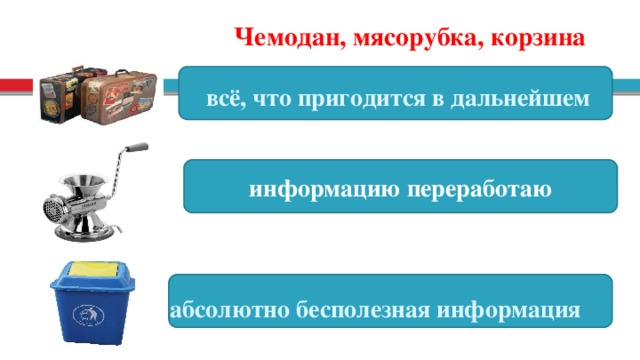 Чемодан, мясорубка, корзина
всё, что пригодится в дальнейшем
информацию переработаю
абсолютно бесполезная информация